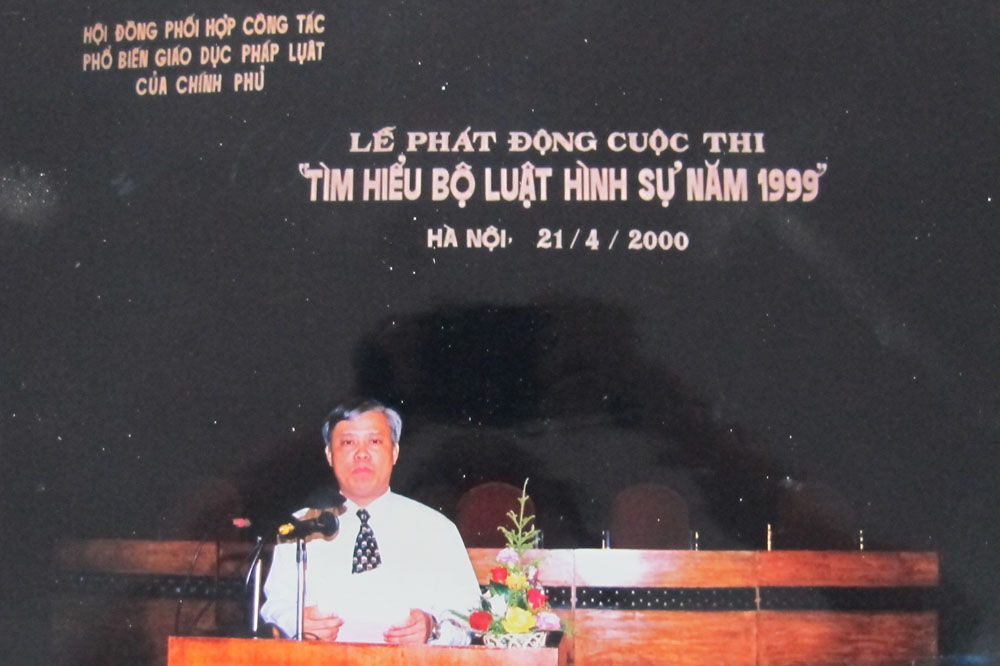 HỘI ĐỒNG PHỐI HỢP CÔNG TÁC
PHỔ BIẾN GIÁO DỤC PHÁP LUẬT
CỦA CHÍNH PHỦ
LỄ PHÁT ĐỘNG CUỘC THI
"TÌM HIỂU BỘ LUẬT HÌNH SỰ NĂM 1999"
HÀ NỘI, 21/4/2000